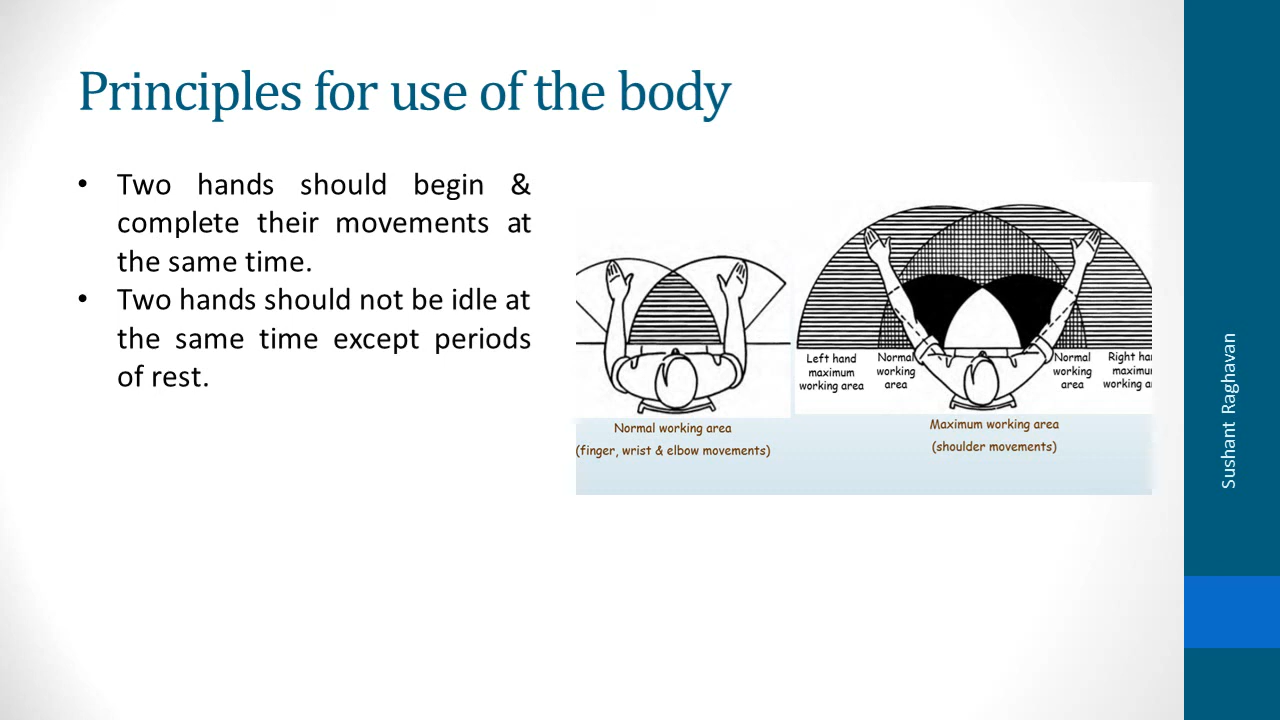 Principles for use of the body
• Two hands should begin &
complete their movements at
the same time.
• Two hands should not be idle at
the same time except periods
of rest.
Left hand
maximum
working area
Normal
working
area
Normal
working
area
Right
working
Normal working area
(finger, wrist & elbow movements)
Maximum working area
(shoulder movements)
Sushant Raghavan